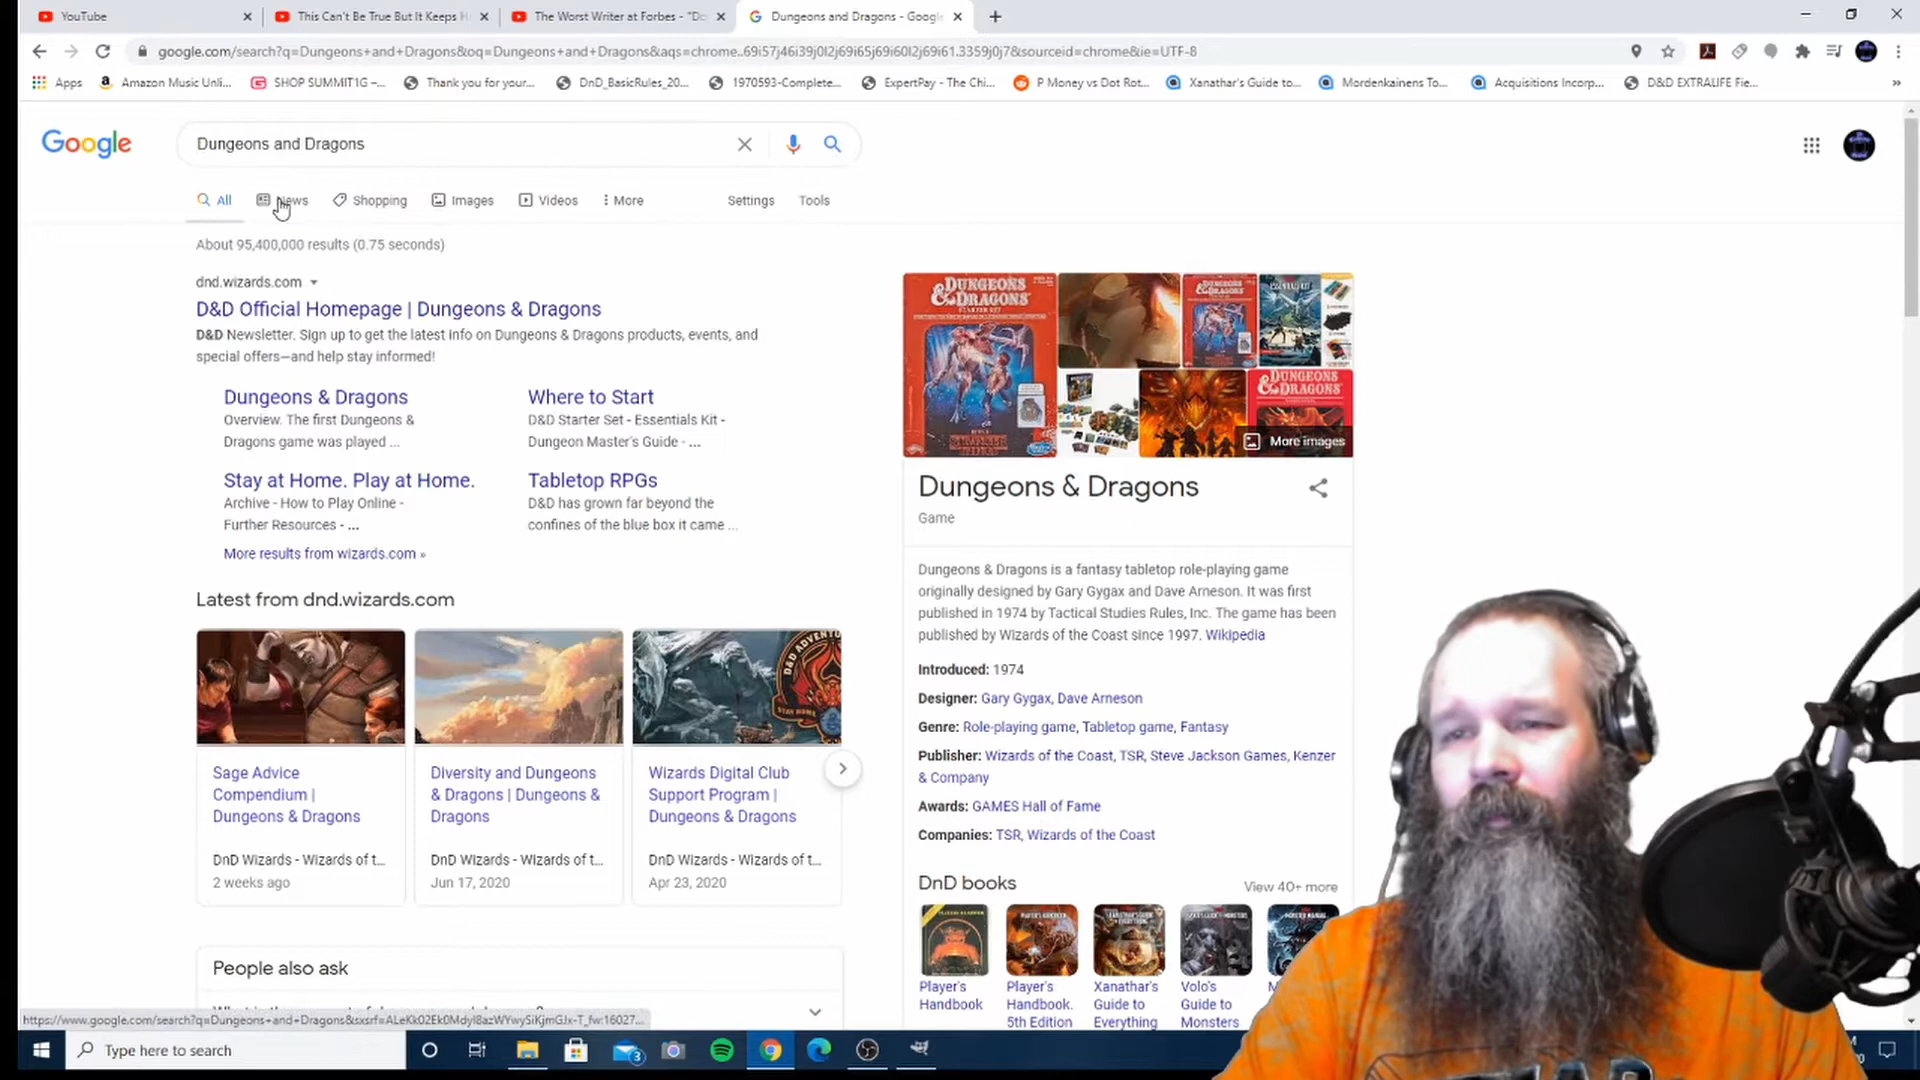 YouTube
This Can't Be True But It Keeps H
The Worst Writer at Forbes - "Do
Dungeons and Dragons - Google
google.com/search?q=Dungeons+and+Dragons&oq=Dungeons+and+Dragons&aqs=chrome..69i57j46i39j0l2j69i65j69i60l2j69i61.3359j0j7&sourceid=chrome&ie=UTF-8
Apps
Amazon Music Unli...
SHOP SUMMIT1G –...
Thank you for your...
DnD_BasicRules_20...
1970593-Complete...
ExpertPay - The Chi...
P Money vs Dot Rot...
Xanathar's Guide to...
Mordenkainens To...
Acquisitions Incorp...
D&D EXTRALIFE Fie...
»
Google
Dungeons and Dragons
All
News
Shopping
Images
Videos
More
Settings
Tools
About 95,400,000 results (0.75 seconds)
dnd.wizards.com
D&D Official Homepage | Dungeons & Dragons
D&D Newsletter. Sign up to get the latest info on Dungeons & Dragons products, events, and
special offers—and help stay informed!
Dungeons & Dragons
Overview. The first Dungeons &
Dragons game was played ...
Where to Start
D&D Starter Set - Essentials Kit -
Dungeon Master's Guide - ...
Stay at Home. Play at Home.
Archive - How to Play Online -
Further Resources - ...
Tabletop RPGs
D&D has grown far beyond the
confines of the blue box it came ...
More results from wizards.com »
Latest from dnd.wizards.com
Sage Advice
Compendium |
Dungeons & Dragons
DnD Wizards - Wizards of t...
2 weeks ago
Diversity and Dungeons
& Dragons | Dungeons &
Dragons
DnD Wizards - Wizards of t...
Jun 17, 2020
Wizards Digital Club
Support Program |
Dungeons & Dragons
DnD Wizards - Wizards of t...
Apr 23, 2020
People also ask
DUNGEONS
& DRAGONS
More images
Dungeons & Dragons
Game
Dungeons & Dragons is a fantasy tabletop role-playing game
originally designed by Gary Gygax and Dave Arneson. It was first
published in 1974 by Tactical Studies Rules, Inc. The game has been
published by Wizards of the Coast since 1997. Wikipedia
Introduced: 1974
Designer: Gary Gygax, Dave Arneson
Genre: Role-playing game, Tabletop game, Fantasy
Publisher: Wizards of the Coast, TSR, Steve Jackson Games, Kenzer
& Company
Awards: GAMES Hall of Fame
Companies: TSR, Wizards of the Coast
DnD books
View 40+ more
Player's
Handbook
Player's
Handbook.
5th Edition
Xanathar's
Guide to
Everything
Volo's
Guide to
Monsters
Type here to search
3